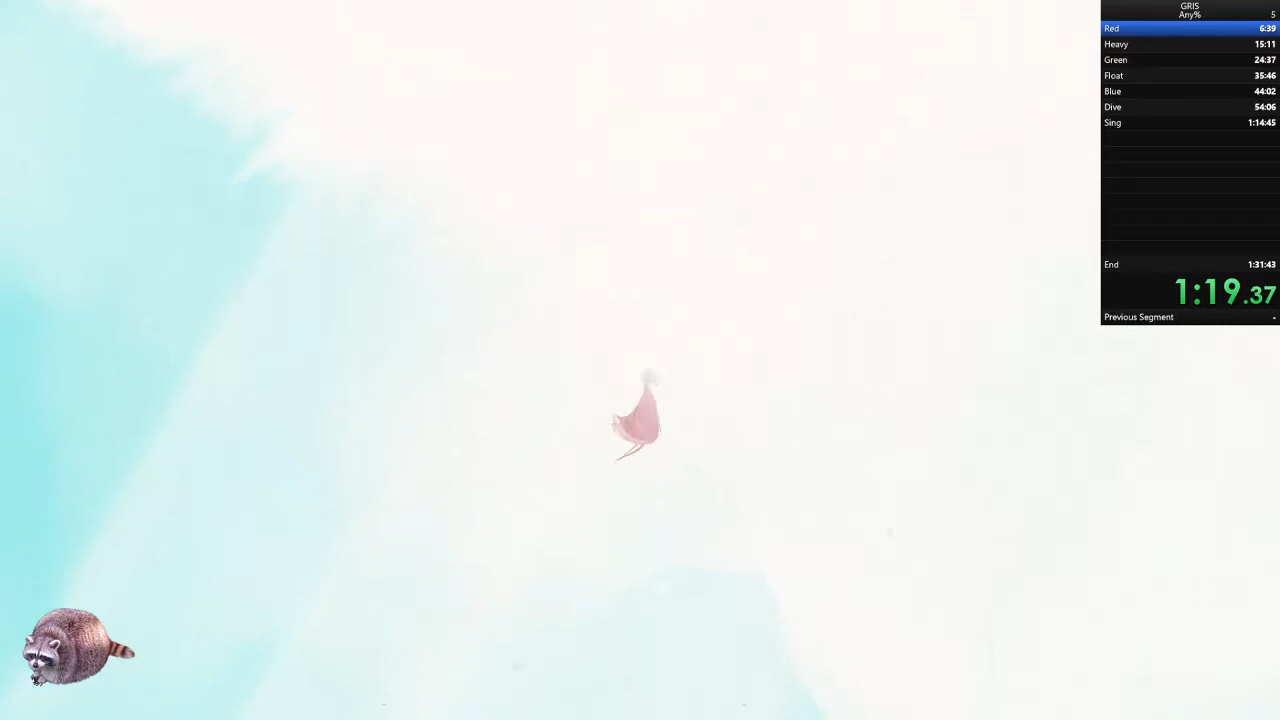 GRIS
Any% 5
Red 6:39
Heavy 15:11
Green 24:37
Float 35:46
Blue 44:02
Dive 54:06
Sing 1:14:45
End 1:31:43
1:19.37
Previous Segment -